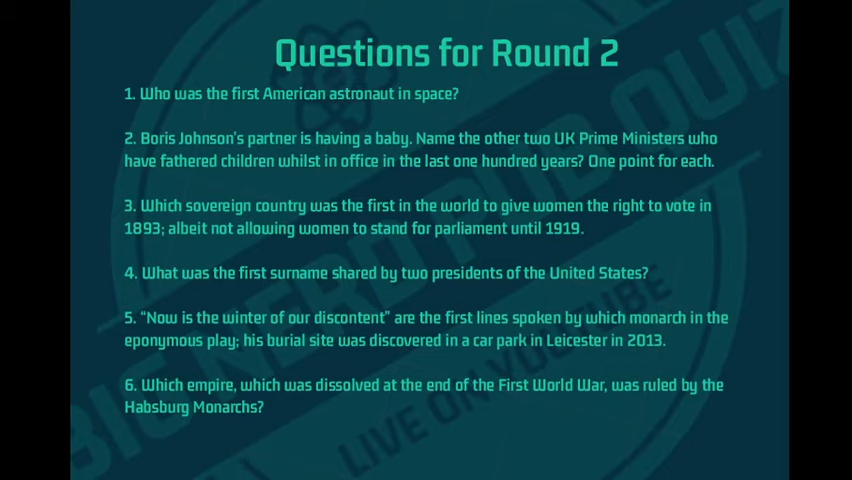 Questions for Round 2
1. Who was the first American astronaut in space?
2. Boris Johnson's partner is having a baby. Name the other two UK Prime Ministers who
have fathered children whilst in office in the last one hundred years? One point for each.
3. Which sovereign country was the first in the world to give women the right to vote in
1893; albeit not allowing women to stand for parliament until 1919.
4. What was the first surname shared by two presidents of the United States?
5. “Now is the winter of our discontent” are the first lines spoken by which monarch in the
eponymous play; his burial site was discovered in a car park in Leicester in 2013.
6. Which empire, which was dissolved at the end of the First World War, was ruled by the
Habsburg Monarchs?
BIG NERD PUB QUIZ
LIVE ON YOUTUBE